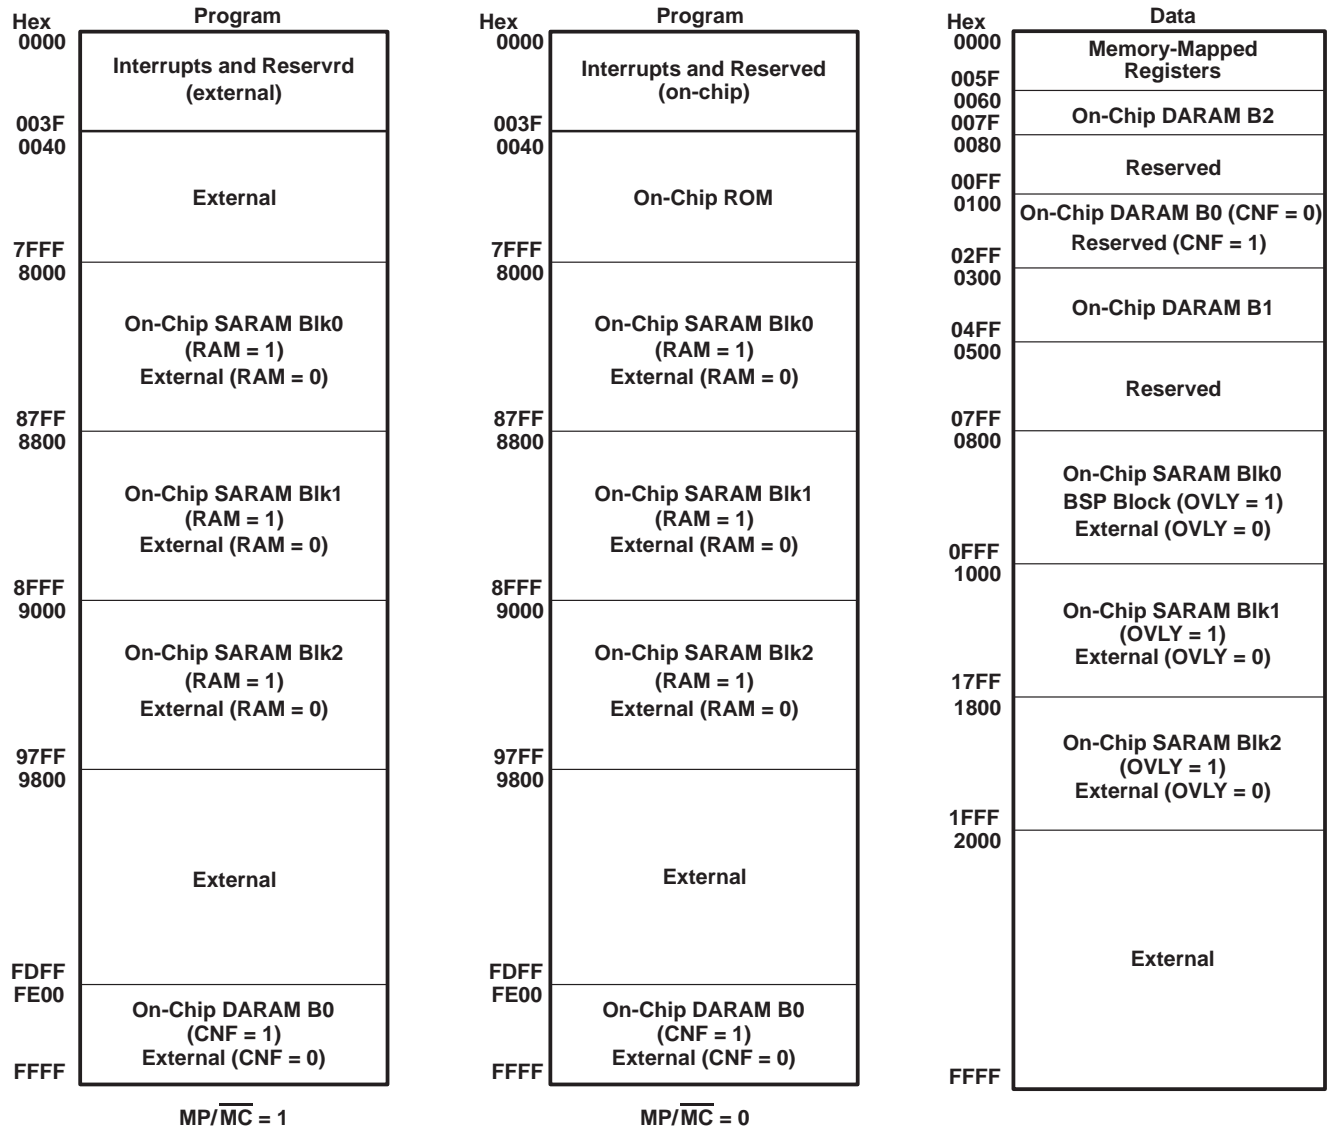 Hex
Program
0000
Interrupts and Reservrd
(external)
003F
0040
External
7FFF
8000
On-Chip SARAM Blk0
(RAM = 1)
External (RAM = 0)
87FF
8800
On-Chip SARAM Blk1
(RAM = 1)
External (RAM = 0)
8FFF
9000
On-Chip SARAM Blk2
(RAM = 1)
External (RAM = 0)
97FF
9800
External
FDFF
FE00
On-Chip DARAM B0
(CNF = 1)
External (CNF = 0)
FFFF
MP/M̅C̅ = 1
Hex
Program
0000
Interrupts and Reserved
(on-chip)
003F
0040
On-Chip ROM
7FFF
8000
On-Chip SARAM Blk0
(RAM = 1)
External (RAM = 0)
87FF
8800
On-Chip SARAM Blk1
(RAM = 1)
External (RAM = 0)
8FFF
9000
On-Chip SARAM Blk2
(RAM = 1)
External (RAM = 0)
97FF
9800
External
FDFF
FE00
On-Chip DARAM B0
(CNF = 1)
External (CNF = 0)
FFFF
MP/M̅C̅ = 0
Hex
Data
0000
Memory-Mapped
Registers
005F
0060
On-Chip DARAM B2
007F
0080
Reserved
00FF
0100
On-Chip DARAM B0 (CNF = 0)
Reserved (CNF = 1)
02FF
0300
On-Chip DARAM B1
04FF
0500
Reserved
07FF
0800
On-Chip SARAM Blk0
BSP Block (OVLY = 1)
External (OVLY = 0)
0FFF
1000
On-Chip SARAM Blk1
(OVLY = 1)
External (OVLY = 0)
17FF
1800
On-Chip SARAM Blk2
(OVLY = 1)
External (OVLY = 0)
1FFF
2000
External
FFFF